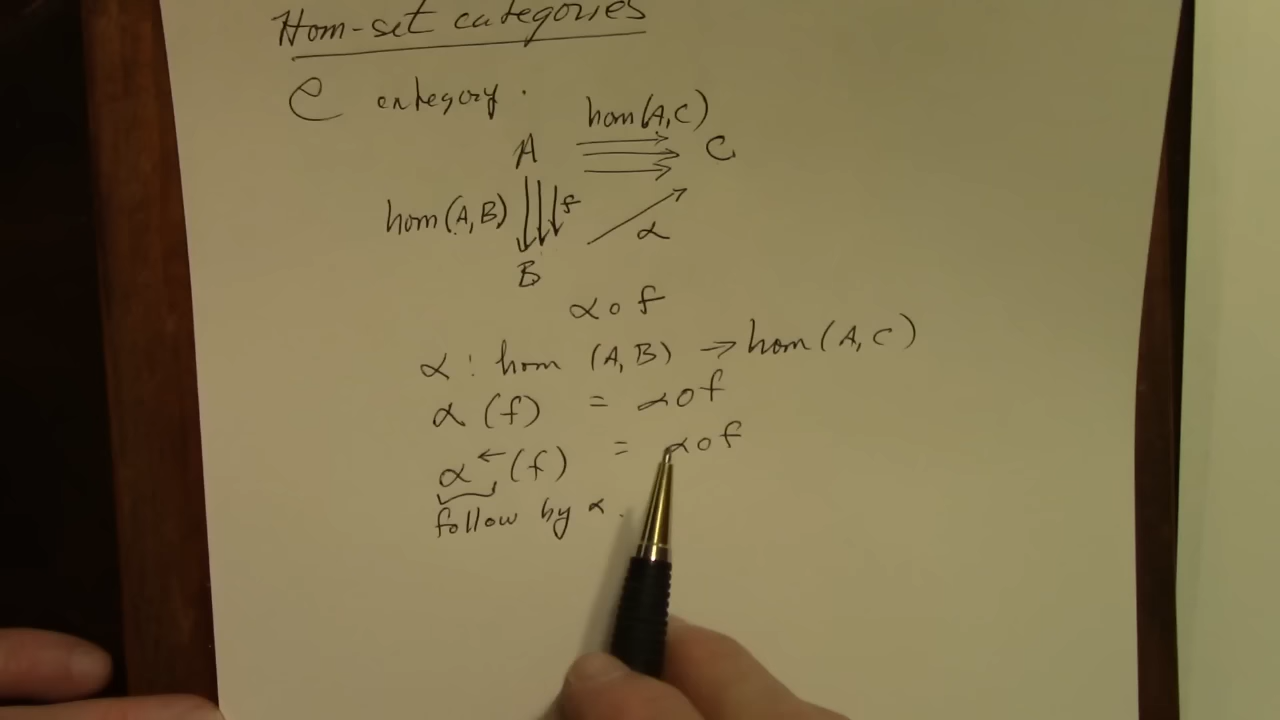 Hom-set categories
C category.
hom(A,C)
A C
hom(A,B) f
α
B
α∘f
α : hom (A,B) → hom(A,C)
α (f) = α∘f
α← (f) = α∘f
follow by α.